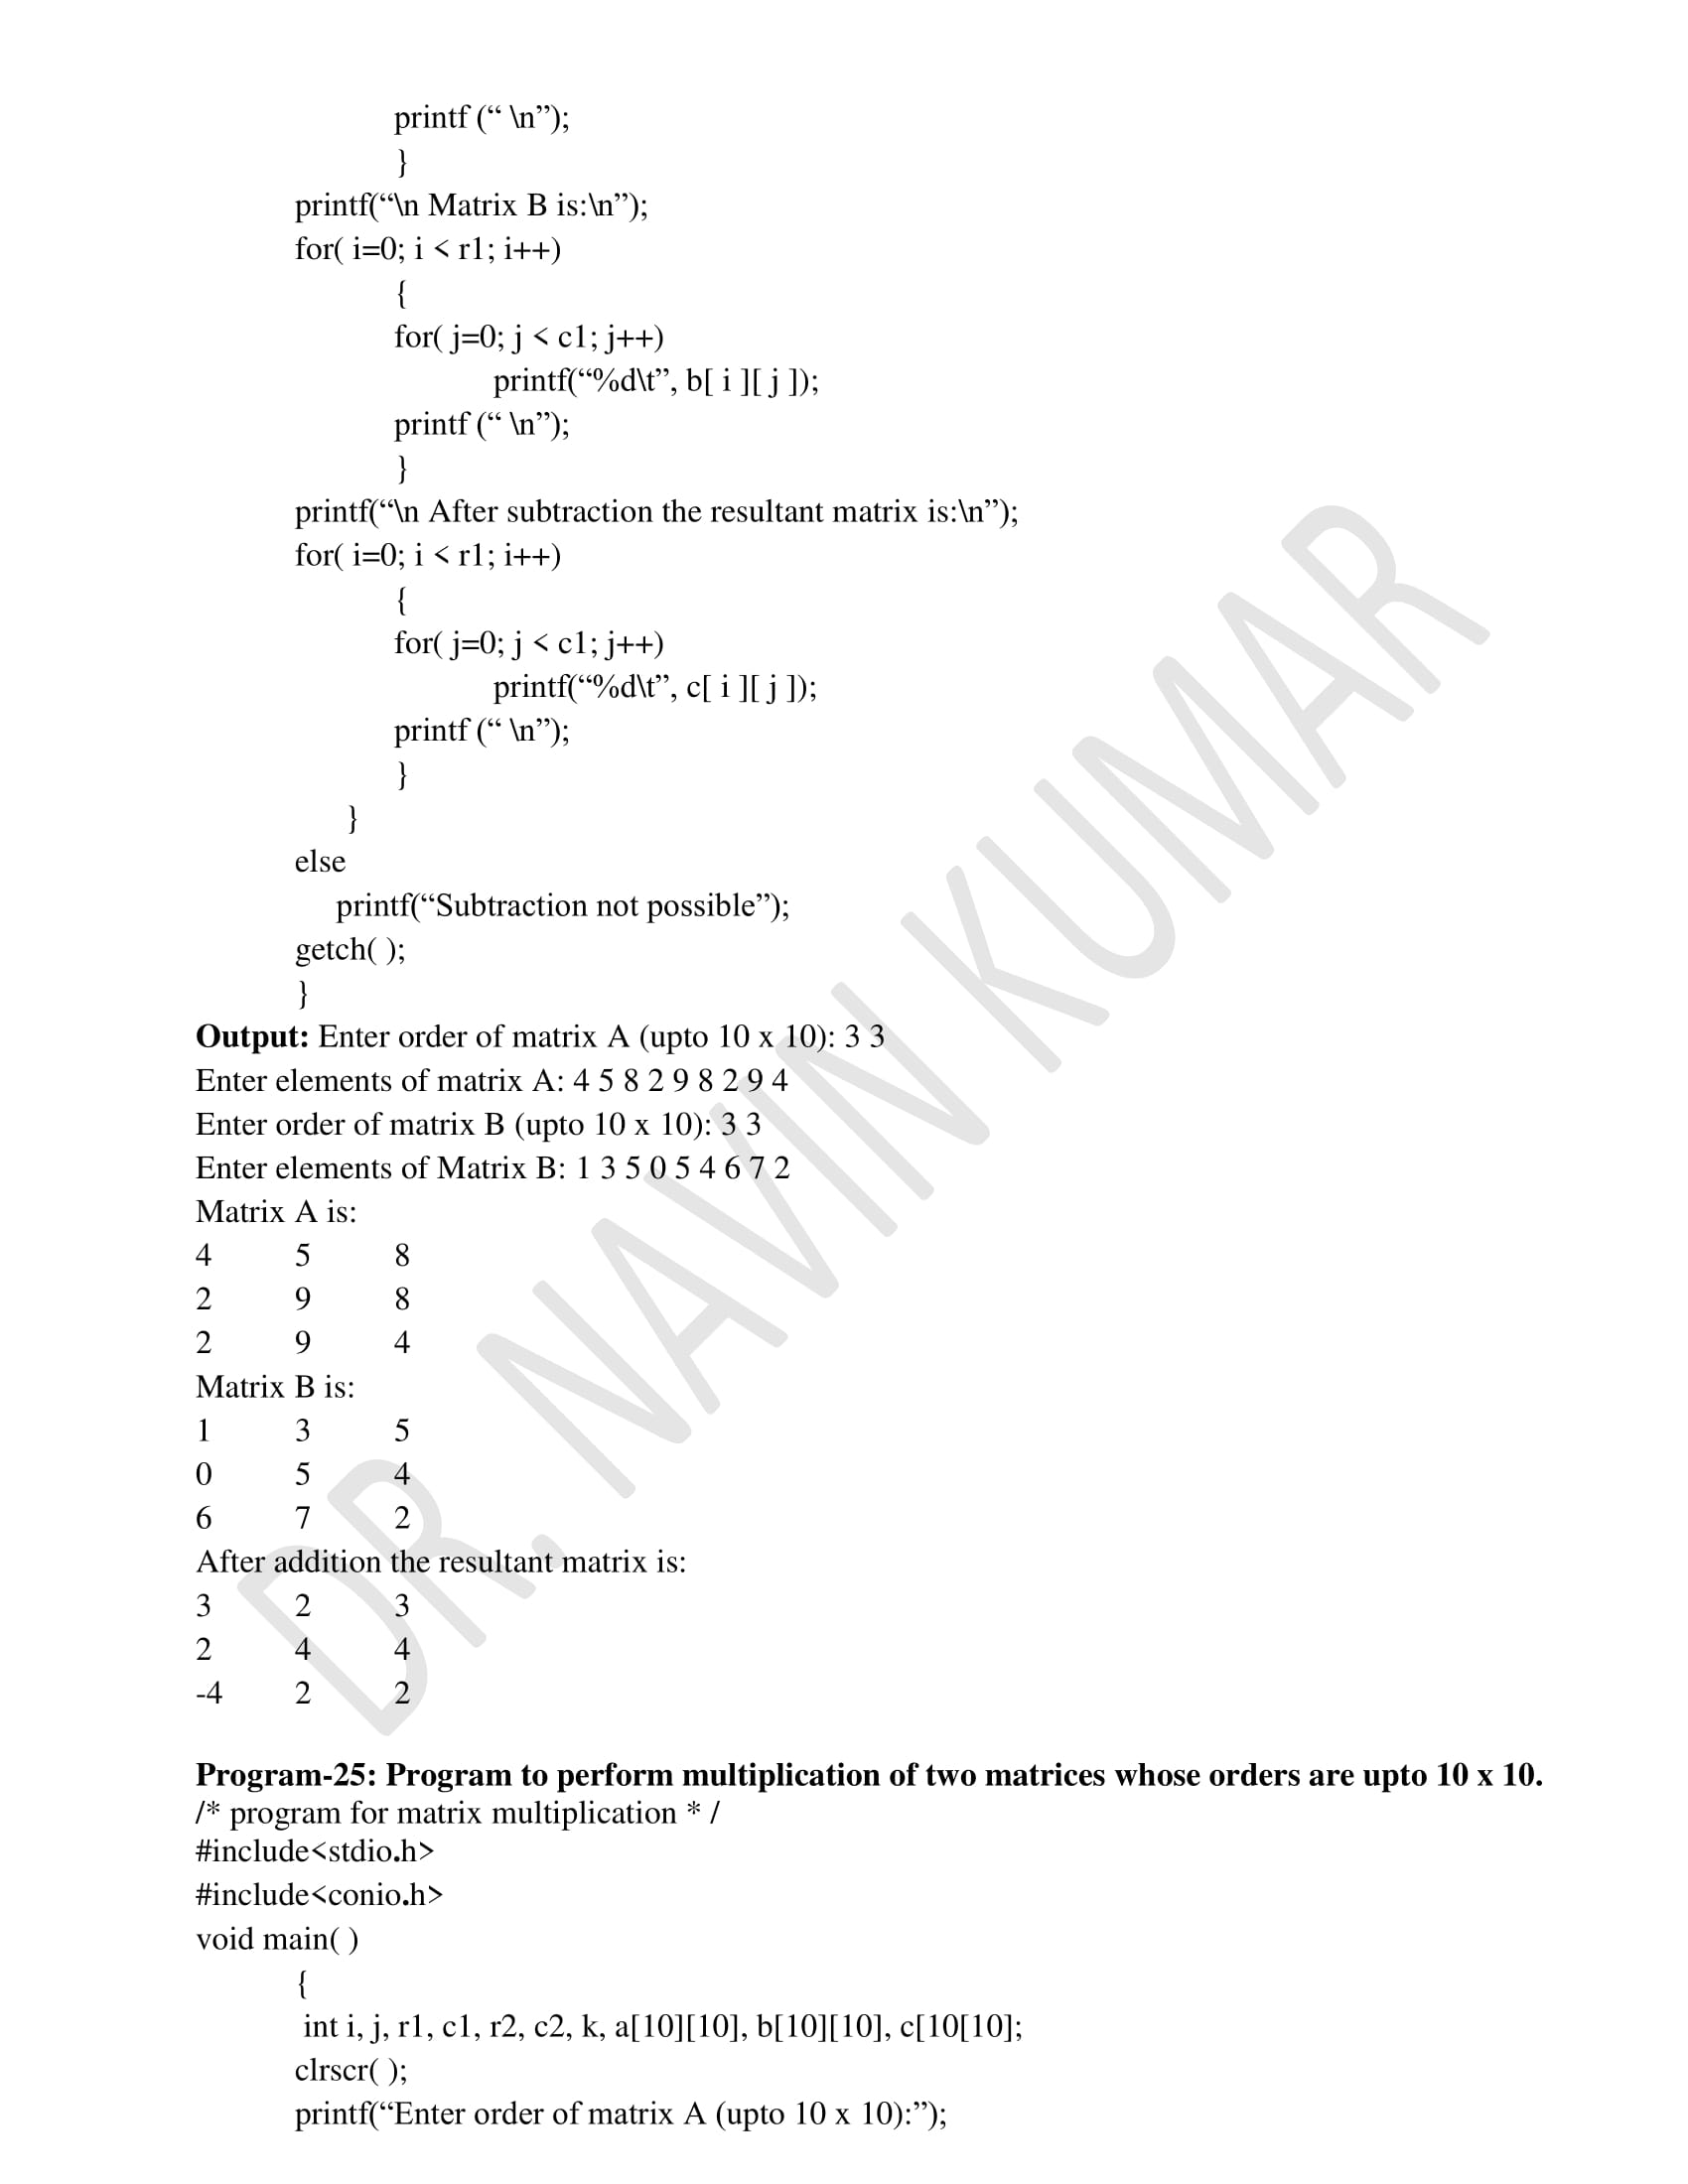 printf (“ \n”);
}
printf(“\n Matrix B is:\n”);
for( i=0; i < r1; i++)
{
for( j=0; j < c1; j++)
printf(“%d\t”, b[ i ][ j ]);
printf (“ \n”);
}
printf(“\n After subtraction the resultant matrix is:\n”);
for( i=0; i < r1; i++)
{
for( j=0; j < c1; j++)
printf(“%d\t”, c[ i ][ j ]);
printf (“ \n”);
}
}
else
printf(“Subtraction not possible”);
getch( );
}
Output: Enter order of matrix A (upto 10 x 10): 3 3
Enter elements of matrix A: 4 5 8 2 9 8 2 9 4
Enter order of matrix B (upto 10 x 10): 3 3
Enter elements of Matrix B: 1 3 5 0 5 4 6 7 2
Matrix A is:
4 5 8
2 9 8
2 9 4
Matrix B is:
1 3 5
0 5 4
6 7 2
After addition the resultant matrix is:
3 2 3
2 4 4
-4 2 2
Program-25: Program to perform multiplication of two matrices whose orders are upto 10 x 10.
/* program for matrix multiplication * /
#include<stdio.h>
#include<conio.h>
void main( )
{
int i, j, r1, c1, r2, c2, k, a[10][10], b[10][10], c[10[10];
clrscr( );
printf(“Enter order of matrix A (upto 10 x 10):”);
DR. NAVIN KUMAR